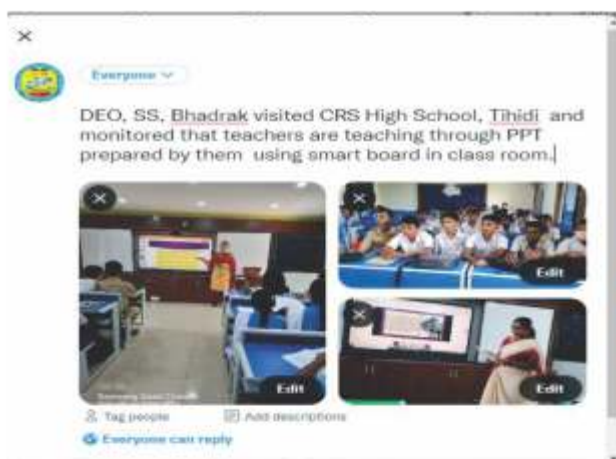 Everyone
DEO, SS, Bhadrak visited CRS High School, Tihidi and
monitored that teachers are teaching through PPT
prepared by them using smart board in class room.
Edit
Edit
Edit
Tag people
Add descriptions
Everyone can reply